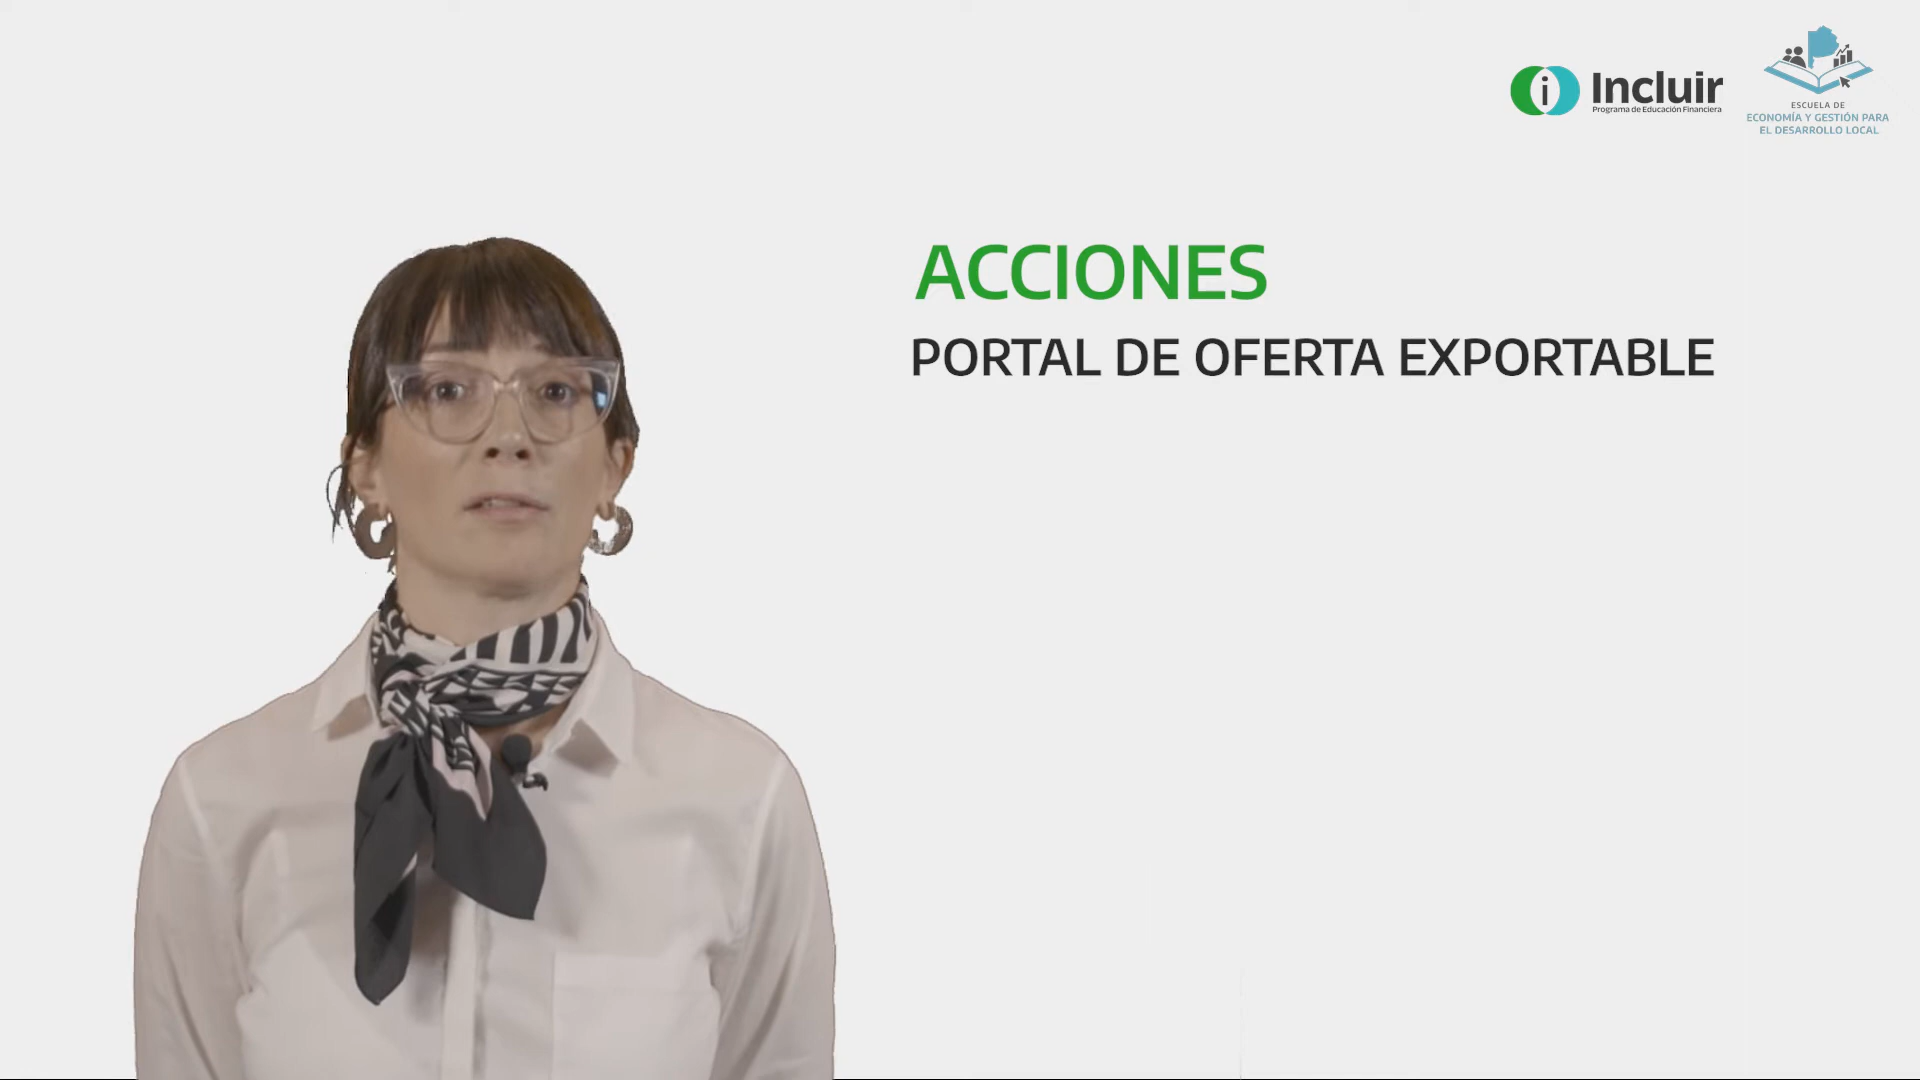 i Incluir
Programa de Educación Financiera
ESCUELA DE
ECONOMÍA Y GESTIÓN PARA
EL DESARROLLO LOCAL
ACCIONES
PORTAL DE OFERTA EXPORTABLE